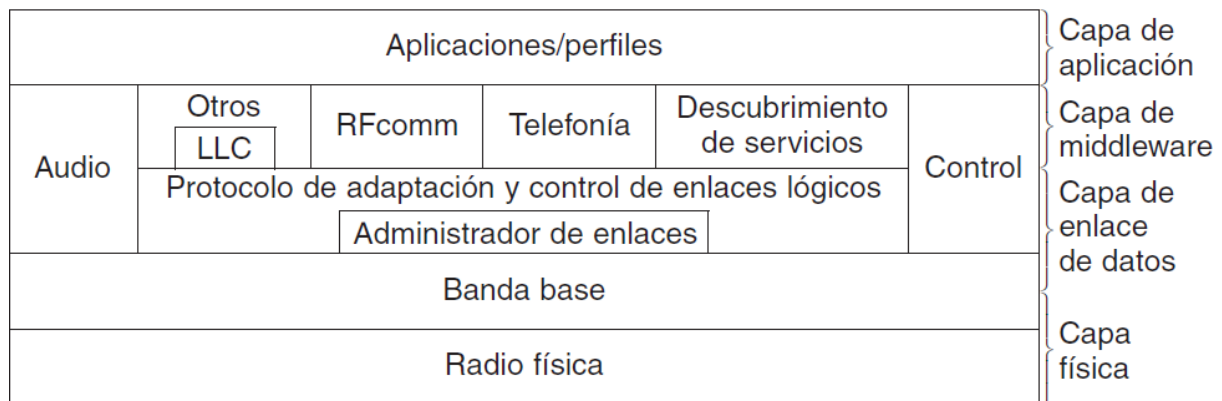 Aplicaciones/perfiles
Capa de
aplicación
Audio
Otros
LLC
RFcomm
Telefonía
Descubrimiento
de servicios
Control
Capa de
middleware
Protocolo de adaptación y control de enlaces lógicos
Administrador de enlaces
Capa de
enlace
de datos
Banda base
Radio física
Capa
física